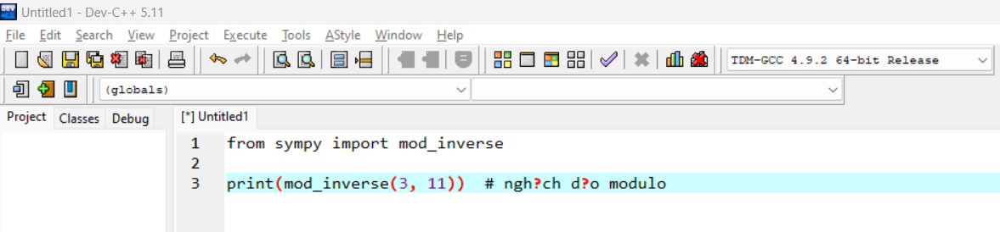 Untitled1 - Dev-C++ 5.11
File Edit Search View Project Execute Tools AStyle Window Help
TDM-GCC 4.9.2 64-bit Release
(globals)
Project Classes Debug [*] Untitled1
1 from sympy import mod_inverse
2
3 print(mod_inverse(3, 11))  # ngh?ch d?o modulo